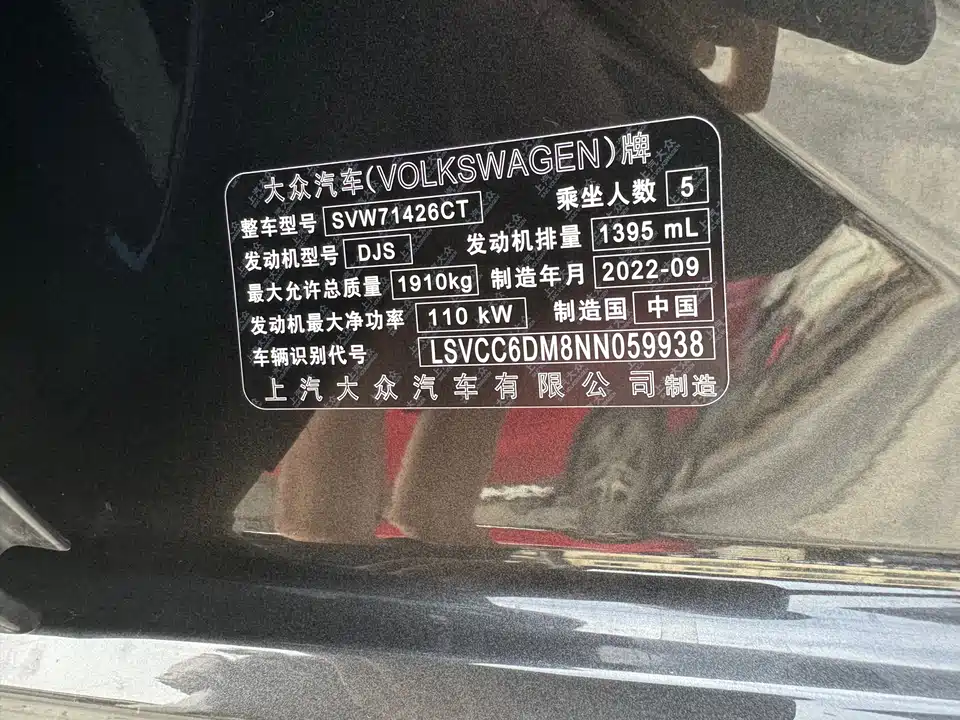 大众汽车(VOLKSWAGEN)牌
整车型号 SVW71426CT 乘坐人数 5
发动机型号 DJS 发动机排量 1395 mL
最大允许总质量 1910kg 制造年月 2022-09
发动机最大净功率 110 kW 制造国 中国
车辆识别代号 LSVCC6DM8NN059938
上汽大众汽车有限公司制造